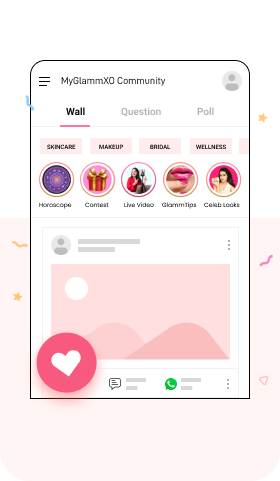 MyGlammXO Community
Wall Question Poll
SKINCARE MAKEUP BRIDAL WELLNESS
Horoscope Contest Live Video GlammTips Celeb Looks